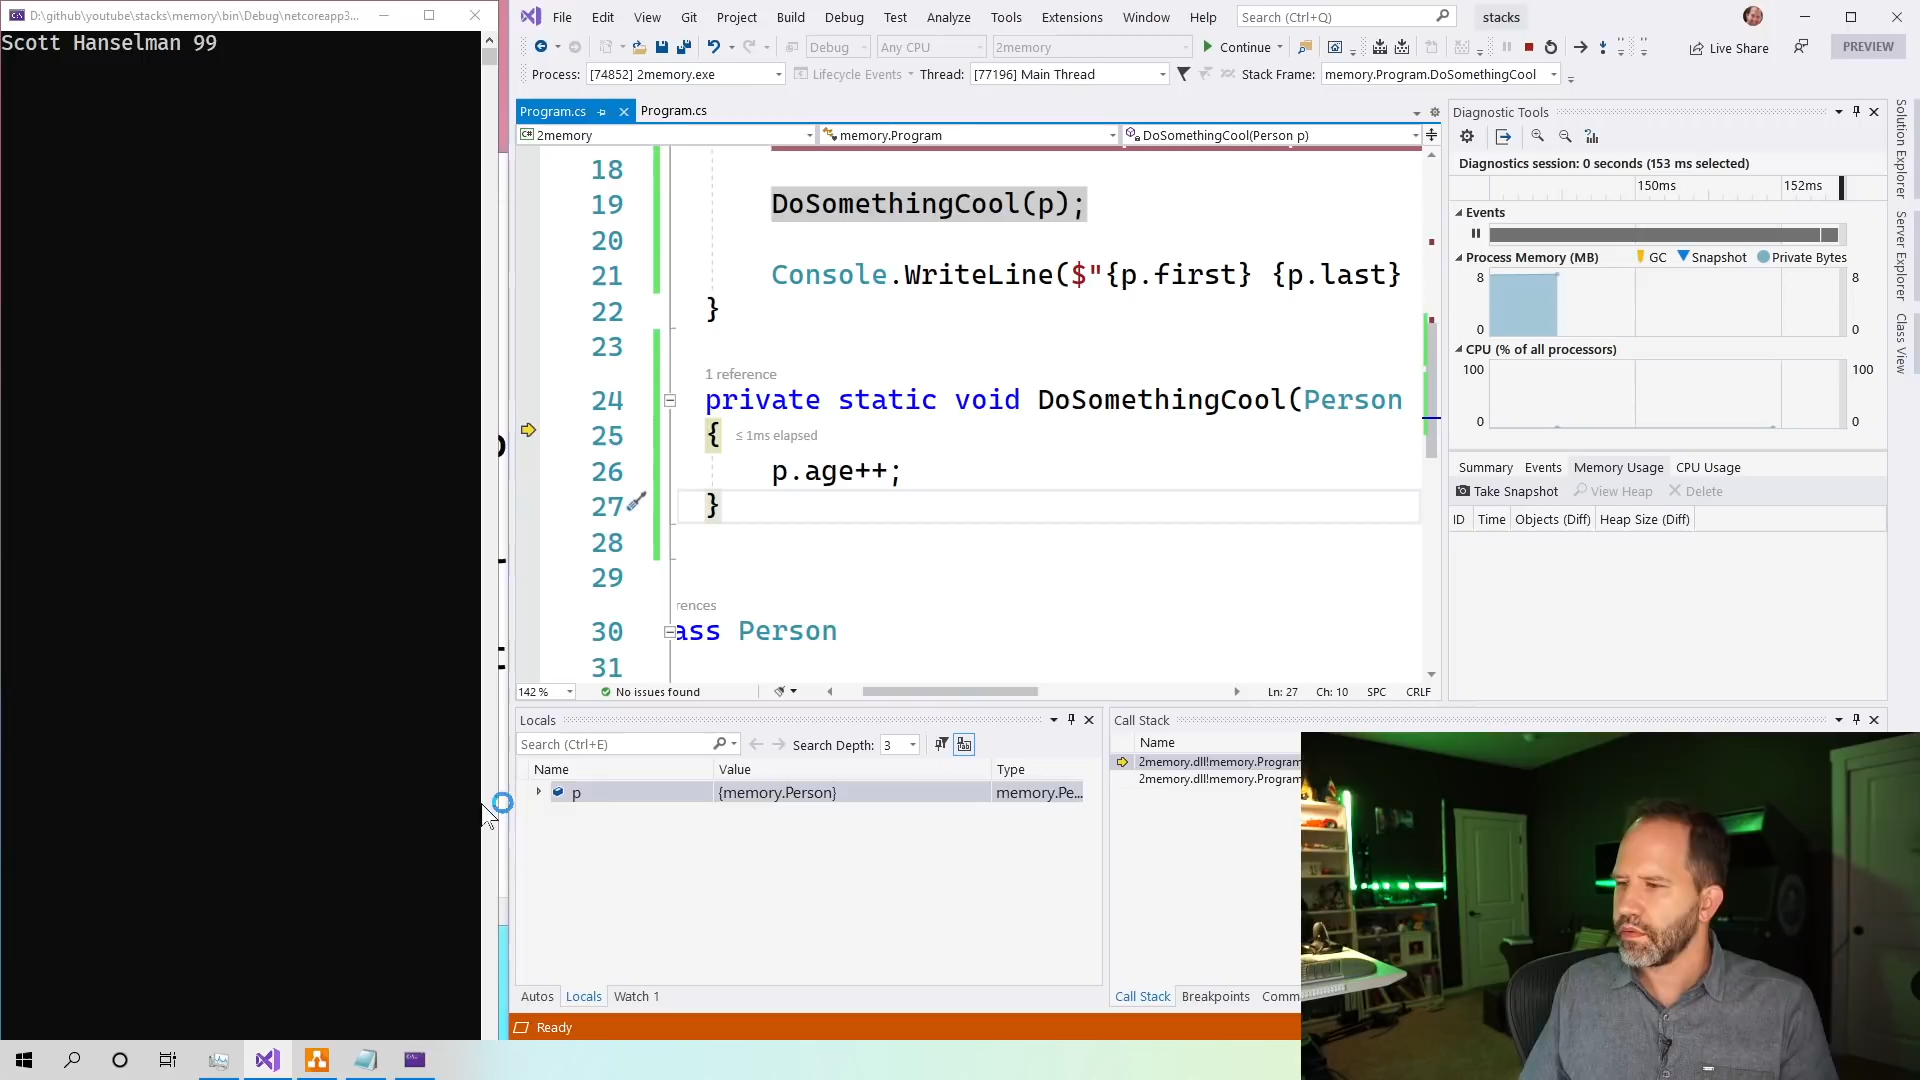 D:\github\youtube\stacks\memory\bin\Debug\netcoreapp3...
Scott Hanselman 99
File Edit View Git Project Build Debug Test Analyze Tools Extensions Window Help Search (Ctrl+Q) stacks
Debug Any CPU 2memory Continue Live Share PREVIEW
Process: [74852] 2memory.exe Lifecycle Events Thread: [77196] Main Thread Stack Frame: memory.Program.DoSomethingCool
Program.cs Program.cs
2memory memory.Program DoSomethingCool(Person p)
18
19 DoSomethingCool(p);
20
21 Console.WriteLine($"{p.first} {p.last}
22 }
23
1 reference
24 private static void DoSomethingCool(Person
25 { ≤ 1ms elapsed
26 p.age++;
27 }
28
29
rences
30 ass Person
31
142 % No issues found Ln: 27 Ch: 10 SPC CRLF
Diagnostic Tools
Diagnostics session: 0 seconds (153 ms selected)
150ms 152ms
Events
Process Memory (MB) GC Snapshot Private Bytes
8 8
0 0
CPU (% of all processors)
100 100
0 0
Summary Events Memory Usage CPU Usage
Take Snapshot View Heap Delete
ID Time Objects (Diff) Heap Size (Diff)
Solution Explorer
Server Explorer
Class View
Locals
Search (Ctrl+E) Search Depth: 3
Name Value Type
p {memory.Person} memory.Pe...
Autos Locals Watch 1
Call Stack
Name
2memory.dll!memory.Program
2memory.dll!memory.Program
Call Stack Breakpoints Comm
Ready